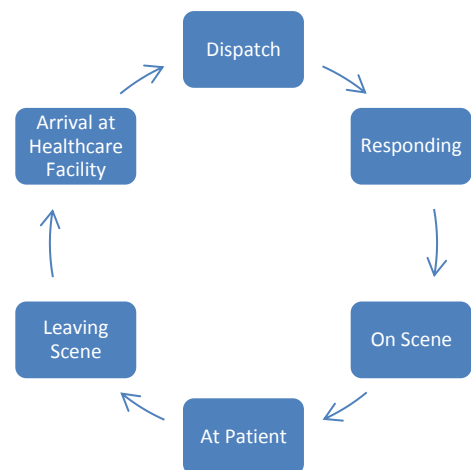 Dispatch
Responding
On Scene
At Patient
Leaving
Scene
Arrival at
Healthcare
Facility